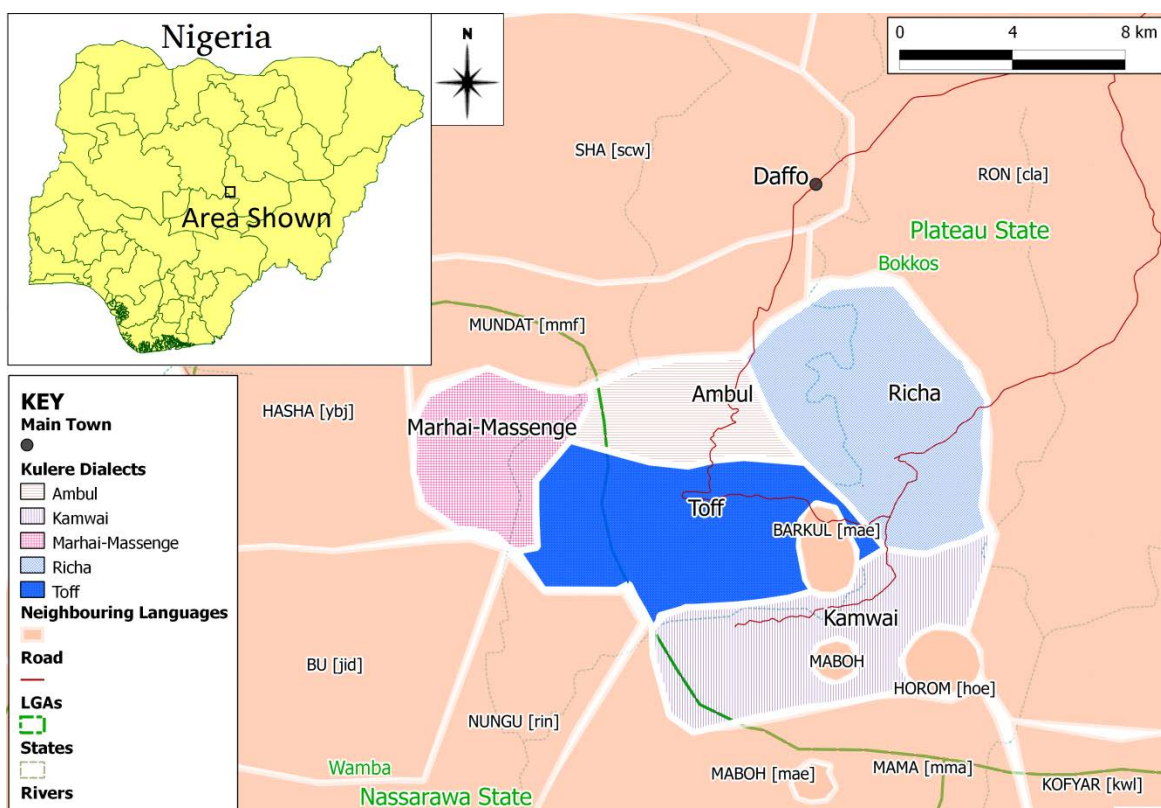 Nigeria
Area Shown
N
0 4 8 km
SHA [scw]
Daffo
RON [cla]
Plateau State
Bokkos
MUNDAT [mmf]
HASHA [ybj]
Marhai-Massenge
Ambul
Richa
Toff
BARKUL [mae]
Kamwai
MABOH
HOROM [hoe]
BU [jid]
NUNGU [rin]
Wamba
Nassarawa State
MABOH [mae]
MAMA [mma]
KOFYAR [kwl]
KEY
Main Town
Kulere Dialects
Ambul
Kamwai
Marhai-Massenge
Richa
Toff
Neighbouring Languages
Road
LGAs
States
Rivers